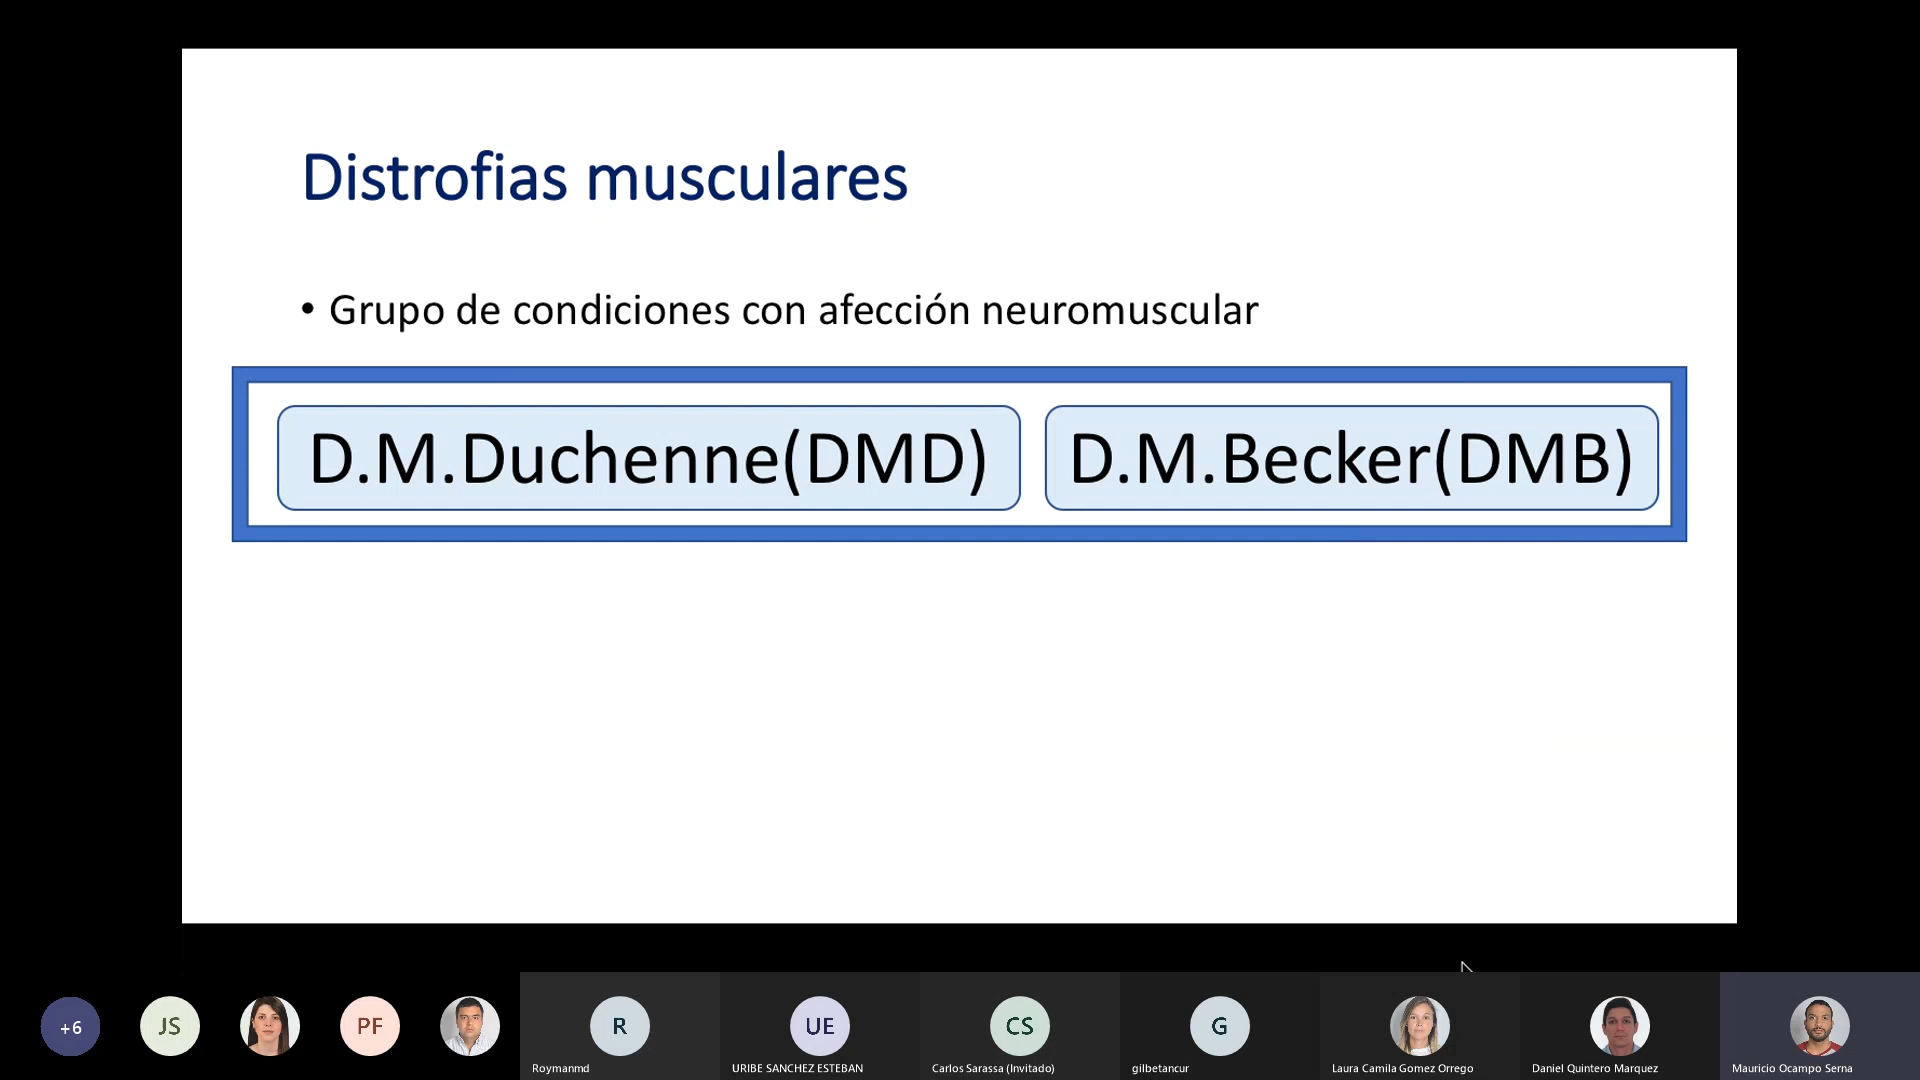 Distrofias musculares
• Grupo de condiciones con afección neuromuscular
D.M.Duchenne(DMD)
D.M.Becker(DMB)
+6
JS
PF
R
UE
CS
G
Roymanmd
URIBE SANCHEZ ESTEBAN
Carlos Sarassa (Invitado)
gilbetancur
Laura Camila Gomez Orrego
Daniel Quintero Marquez
Mauricio Ocampo Serna